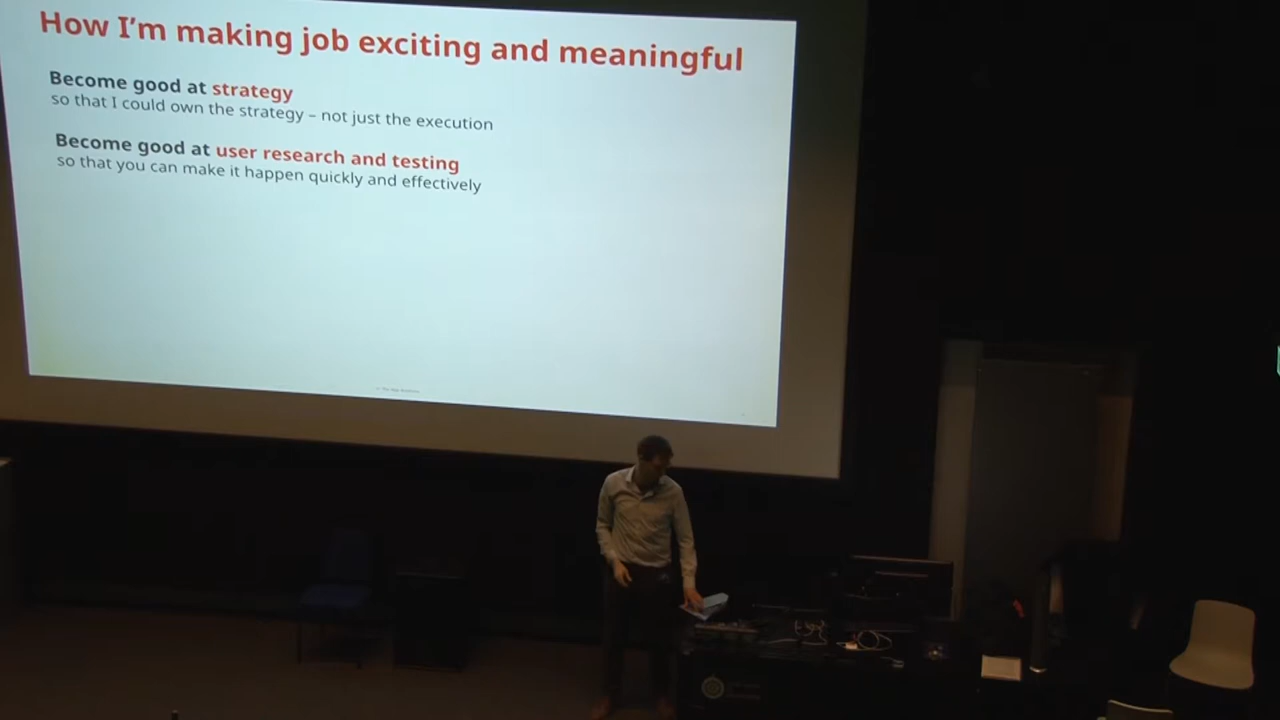 How I'm making job exciting and meaningful
Become good at strategy
so that I could own the strategy – not just the execution
Become good at user research and testing
so that you can make it happen quickly and effectively